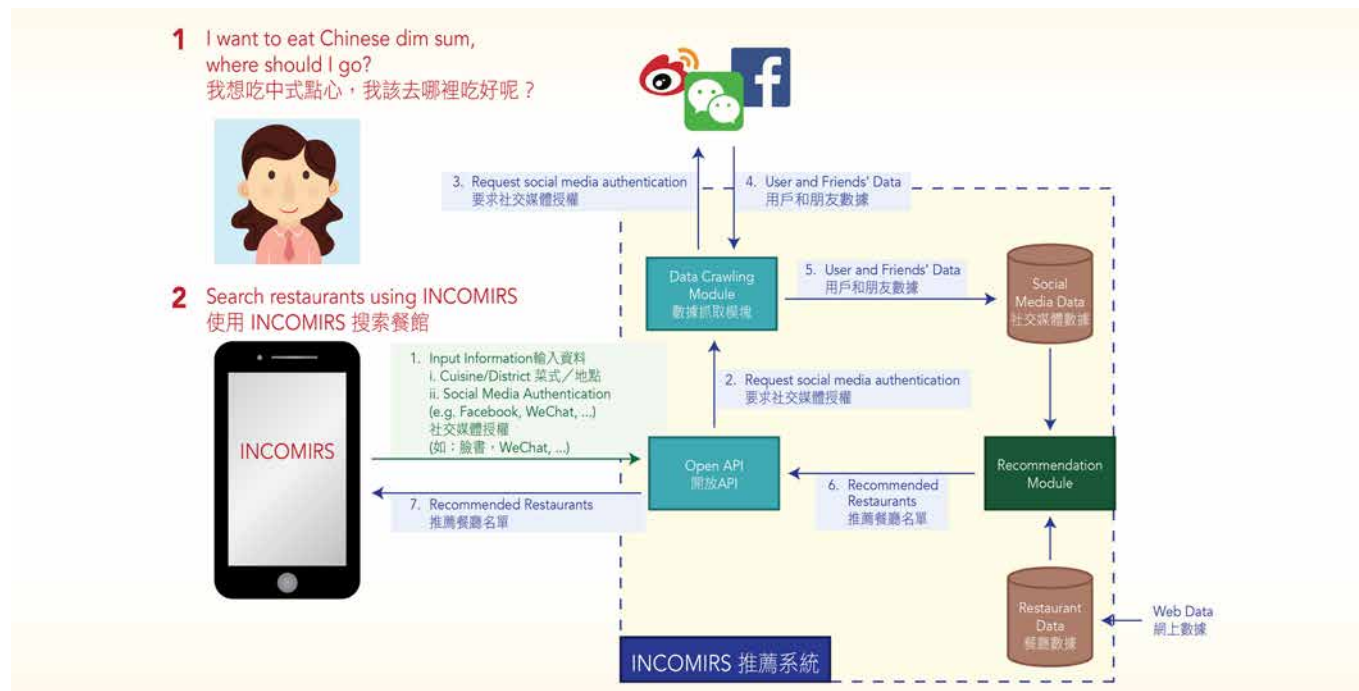 1 I want to eat Chinese dim sum,
where should I go?
我想吃中式點心，我該去哪裡吃好呢？
2 Search restaurants using INCOMIRS
使用 INCOMIRS 搜索餐館
INCOMIRS
1. Input Information輸入資料
i. Cuisine/District 菜式／地點
ii. Social Media Authentication
(e.g. Facebook, WeChat, ...)
社交媒體授權
(如：臉書，WeChat, ...)
7. Recommended Restaurants
推薦餐廳名單
3. Request social media authentication
要求社交媒體授權
4. User and Friends' Data
用戶和朋友數據
Data Crawling
Module
數據抓取模塊
5. User and Friends' Data
用戶和朋友數據
Social
Media Data
社交媒體數據
2. Request social media authentication
要求社交媒體授權
Open API
開放API
6. Recommended
Restaurants
推薦餐廳名單
Recommendation
Module
Restaurant
Data
餐廳數據
Web Data
網上數據
INCOMIRS 推薦系統